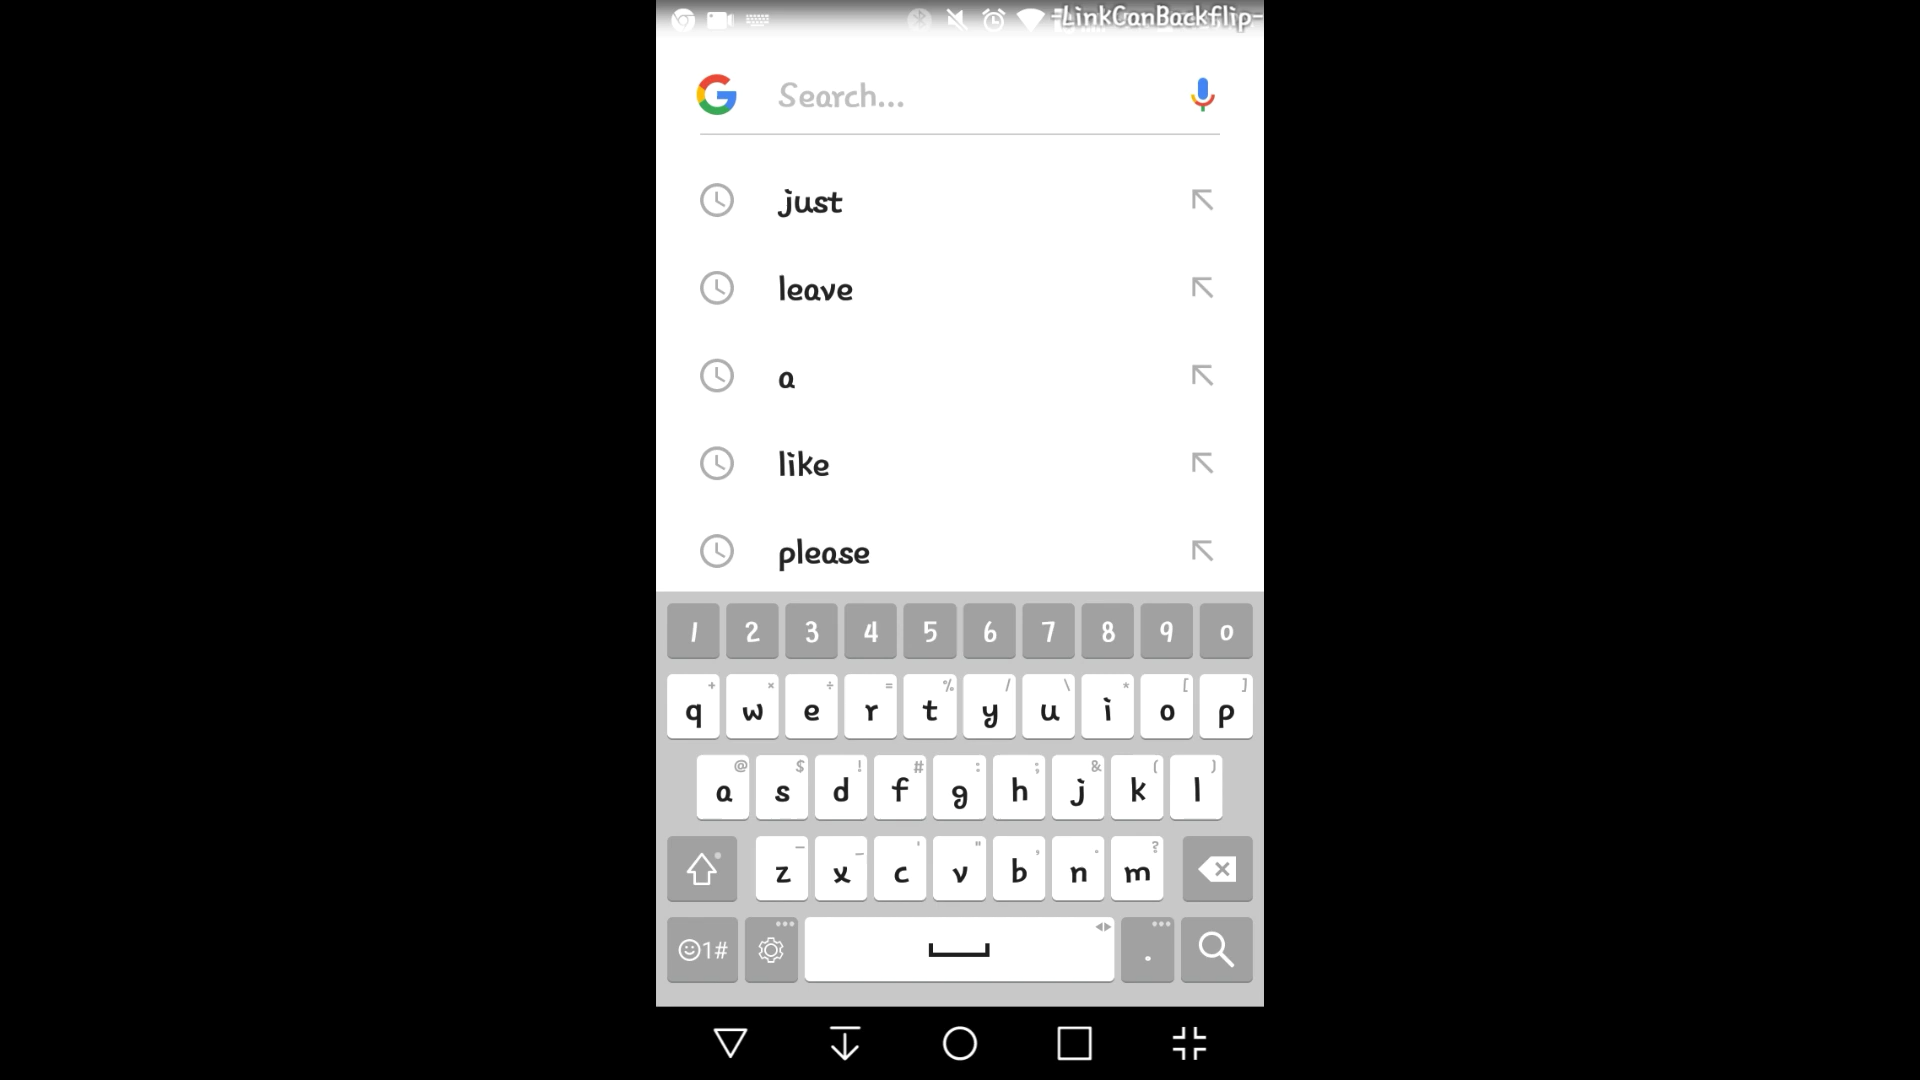 -LinkCanBackflip-
Search...
just
leave
a
like
please
1 2 3 4 5 6 7 8 9 0
+ × ÷ = % / \ * [ ]
q w e r t y u i o p
@ $ ! # : ; & ( )
a s d f g h j k l
– _ ' " , . ?
z x c v b n m
1# .